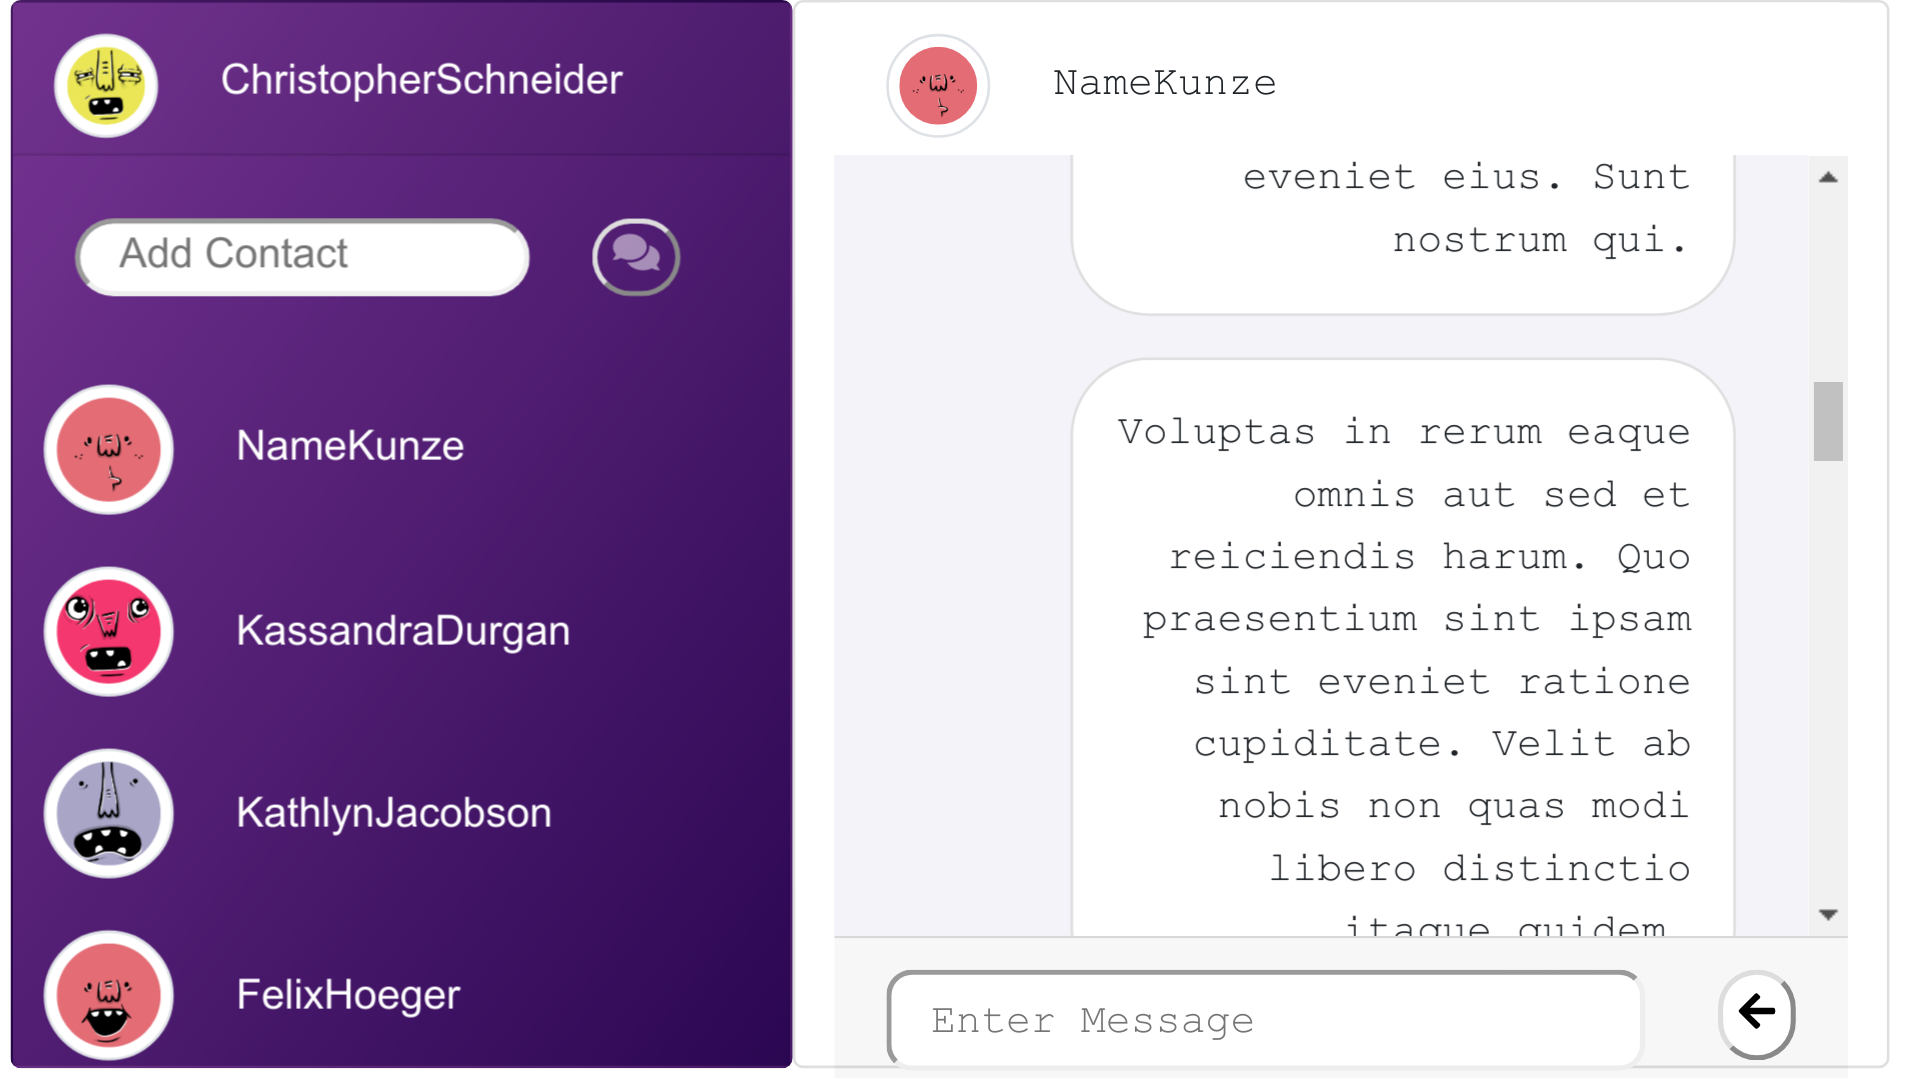 ChristopherSchneider
Add Contact
NameKunze
KassandraDurgan
KathlynJacobson
FelixHoeger
NameKunze
eveniet eius. Sunt
nostrum qui.
Voluptas in rerum eaque
omnis aut sed et
reiciendis harum. Quo
praesentium sint ipsam
sint eveniet ratione
cupiditate. Velit ab
nobis non quas modi
libero distinctio
itaque quidem.
Enter Message